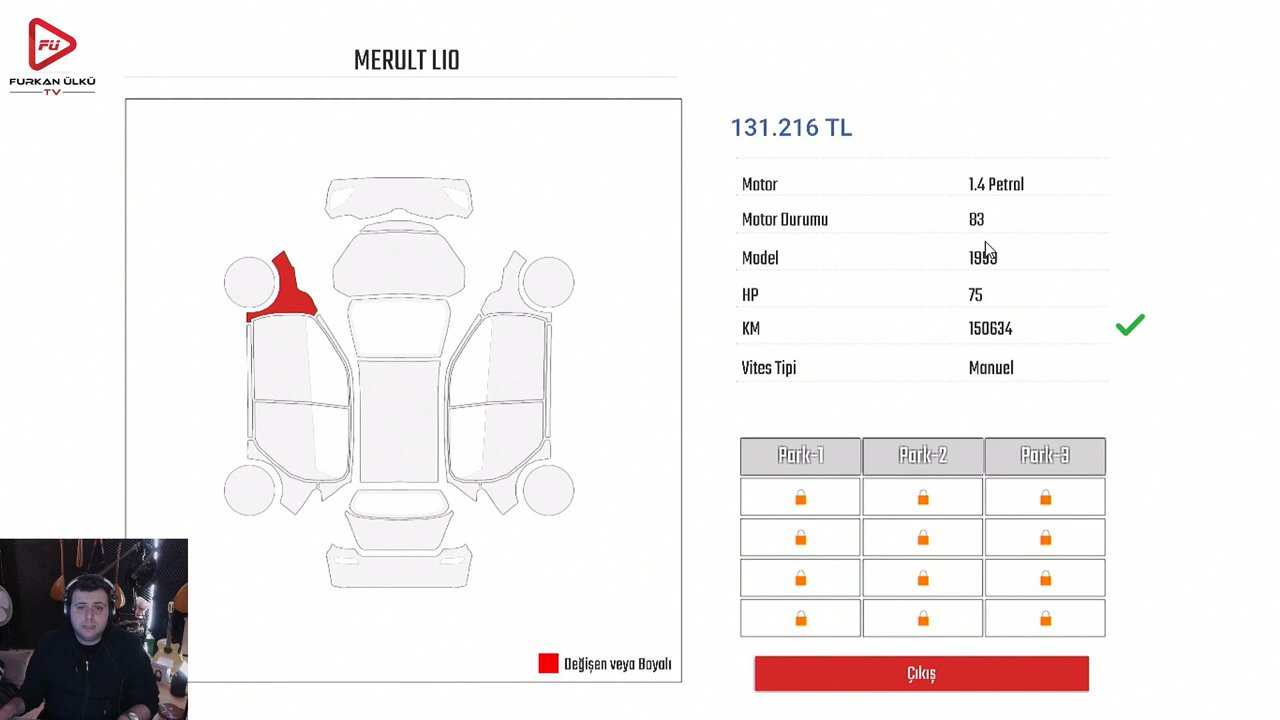 FU
FURKAN ÜLKÜ
TV
MERULT LIO
131.216 TL
Motor 1.4 Petrol
Motor Durumu 83
Model
HP 75
KM 150634
Vites Tipi Manuel
Park-1 Park-2 Park-3
Değişen veya Boyalı
Çıkış